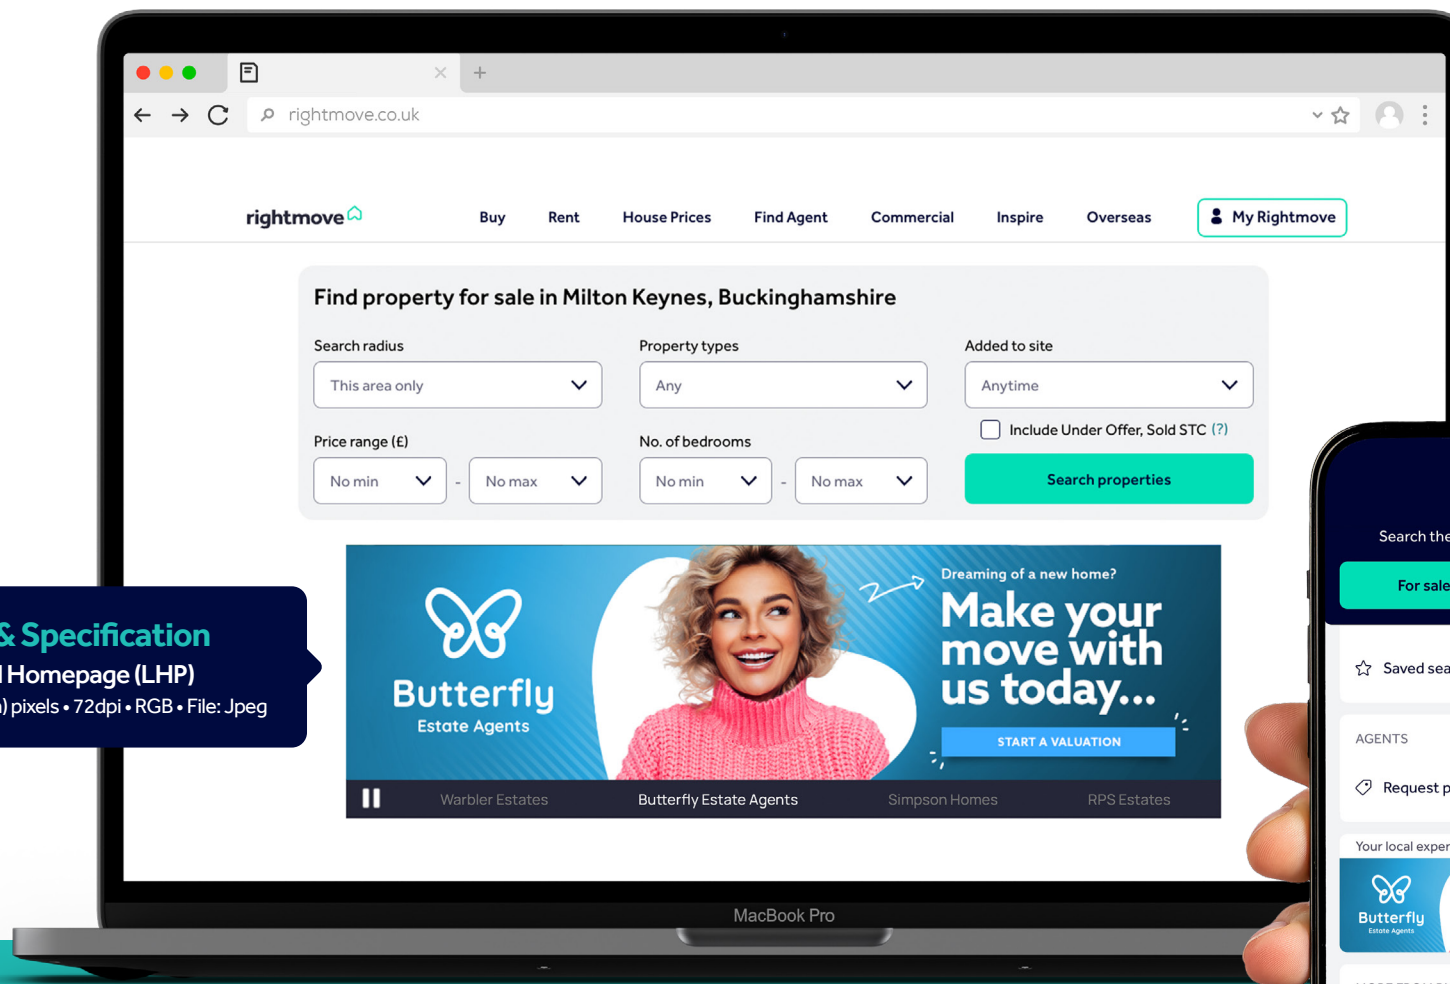 rightmove.co.uk
rightmove
Buy
Rent
House Prices
Find Agent
Commercial
Inspire
Overseas
My Rightmove
Find property for sale in Milton Keynes, Buckinghamshire
Search radius
Property types
Added to site
This area only
Any
Anytime
Include Under Offer, Sold STC (?)
Price range (£)
No. of bedrooms
No min - No max
No min - No max
Search properties
Butterfly
Estate Agents
Dreaming of a new home?
Make your
move with
us today...
START A VALUATION
Warbler Estates
Butterfly Estate Agents
Simpson Homes
RPS Estates
& Specification
Homepage (LHP)
pixels • 72dpi • RGB • File: Jpeg
MacBook Pro
Search the
For sale
Saved
AGENTS
Request
Your local
Butterfly
Estate Agents